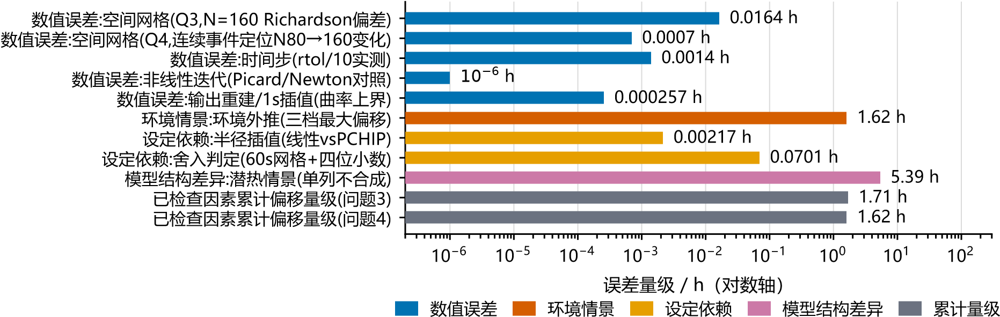 数值误差:空间网格(Q3,N=160 Richardson偏差) 0.0164 h
数值误差:空间网格(Q4,连续事件定位N80→160变化) 0.0007 h
数值误差:时间步(rtol/10实测) 0.0014 h
数值误差:非线性迭代(Picard/Newton对照) 10⁻⁶ h
数值误差:输出重建/1s插值(曲率上界) 0.000257 h
环境情景:环境外推(三档最大偏移) 1.62 h
设定依赖:半径插值(线性vsPCHIP) 0.00217 h
设定依赖:舍入判定(60s网格+四位小数) 0.0701 h
模型结构差异:潜热情景(单列不合成) 5.39 h
已检查因素累计偏移量级(问题3) 1.71 h
已检查因素累计偏移量级(问题4) 1.62 h
10⁻⁶ 10⁻⁵ 10⁻⁴ 10⁻³ 10⁻² 10⁻¹ 10⁰ 10¹ 10²
误差量级 / h（对数轴）
数值误差 环境情景 设定依赖 模型结构差异 累计量级